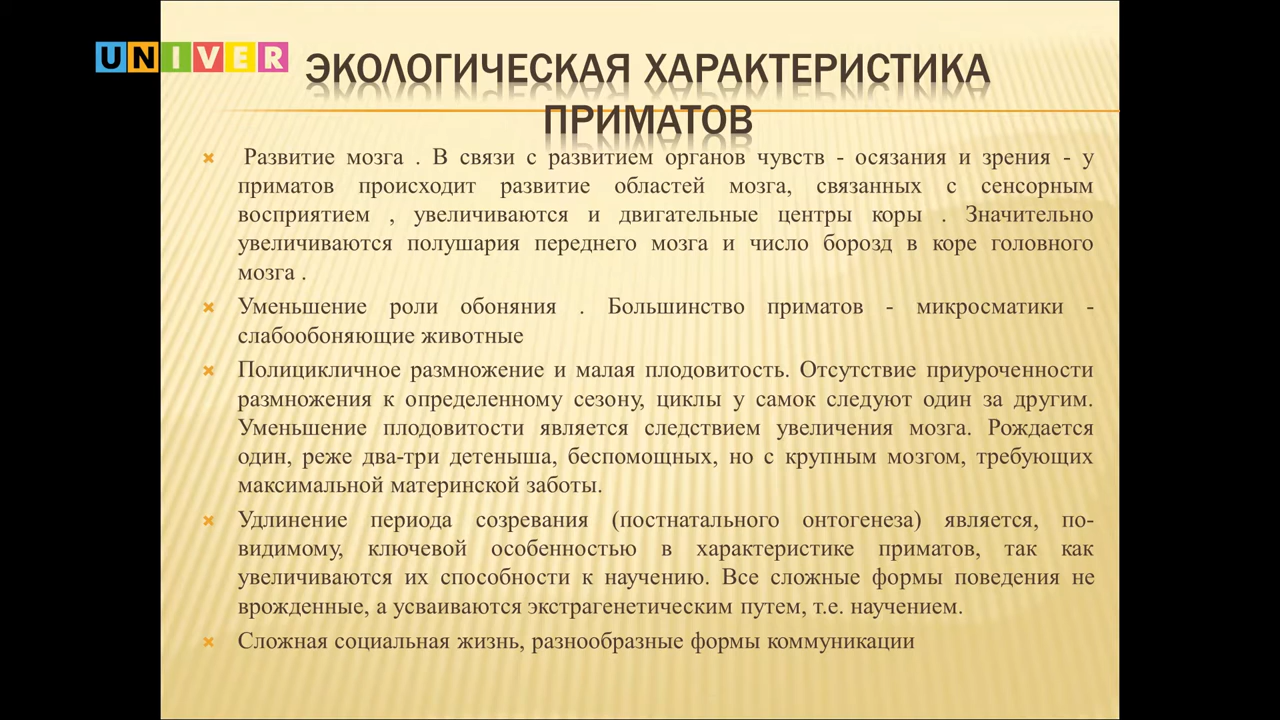 UNIVER
ЭКОЛОГИЧЕСКАЯ ХАРАКТЕРИСТИКА
ПРИМАТОВ
Развитие мозга . В связи с развитием органов чувств - осязания и зрения - у
приматов происходит развитие областей мозга, связанных с сенсорным
восприятием , увеличиваются и двигательные центры коры . Значительно
увеличиваются полушария переднего мозга и число борозд в коре головного
мозга .
Уменьшение роли обоняния . Большинство приматов - микросматики -
слабообоняющие животные
Полицикличное размножение и малая плодовитость. Отсутствие приуроченности
размножения к определенному сезону, циклы у самок следуют один за другим.
Уменьшение плодовитости является следствием увеличения мозга. Рождается
один, реже два-три детеныша, беспомощных, но с крупным мозгом, требующих
максимальной материнской заботы.
Удлинение периода созревания (постнатального онтогенеза) является, по-
видимому, ключевой особенностью в характеристике приматов, так как
увеличиваются их способности к научению. Все сложные формы поведения не
врожденные, а усваиваются экстрагенетическим путем, т.е. научением.
Сложная социальная жизнь, разнообразные формы коммуникации